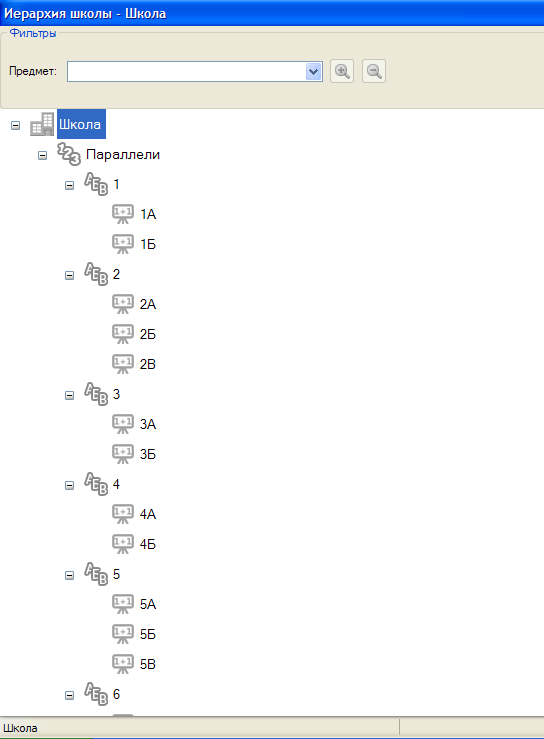 Иерархия школы - Школа
Фильтры
Предмет:
Школа
Параллели
1
1А
1Б
2
2А
2Б
2В
3
3А
3Б
4
4А
4Б
5
5А
5Б
5В
6
Школа